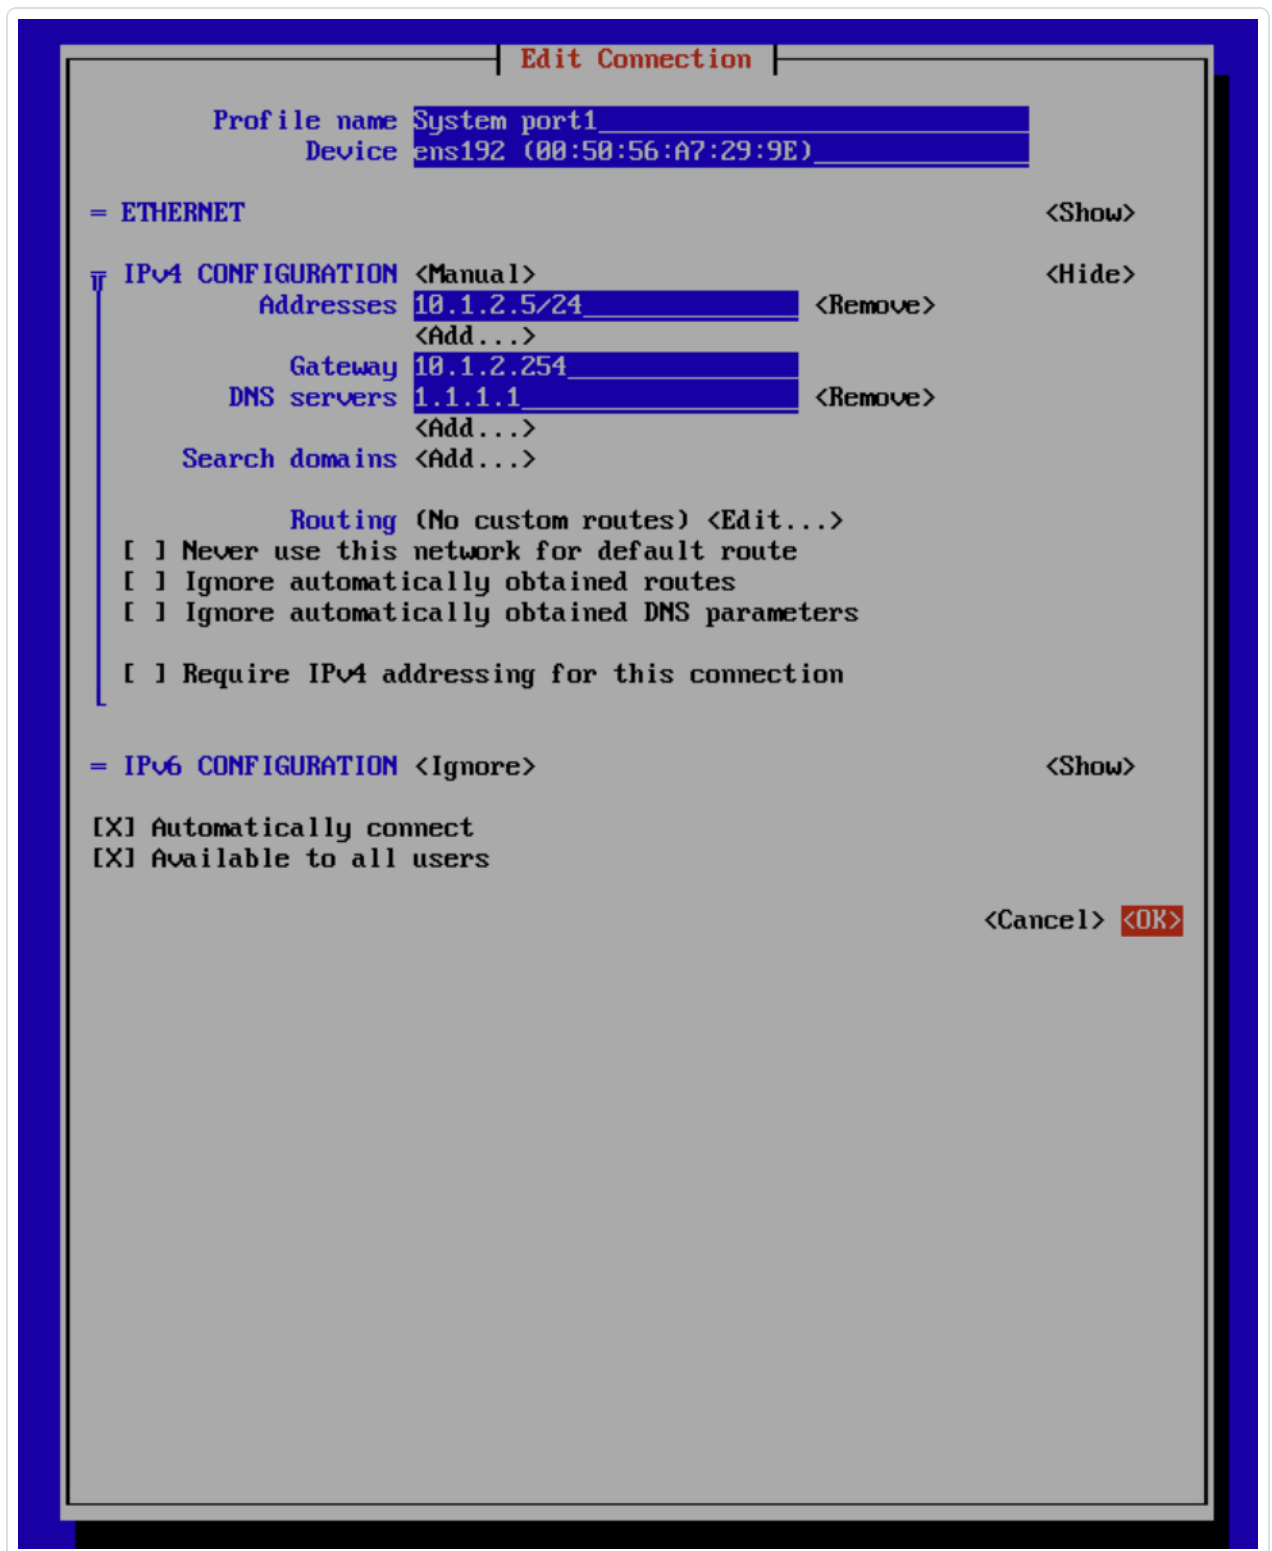 Edit Connection
Profile name System port1
Device ens192 (00:50:56:A7:29:9E)
= ETHERNET <Show>
IPv4 CONFIGURATION <Manual> <Hide>
Addresses 10.1.2.5/24 <Remove>
<Add...>
Gateway 10.1.2.254
DNS servers 1.1.1.1 <Remove>
<Add...>
Search domains <Add...>
Routing (No custom routes) <Edit...>
[ ] Never use this network for default route
[ ] Ignore automatically obtained routes
[ ] Ignore automatically obtained DNS parameters
[ ] Require IPv4 addressing for this connection
= IPv6 CONFIGURATION <Ignore> <Show>
[X] Automatically connect
[X] Available to all users
<Cancel> <OK>